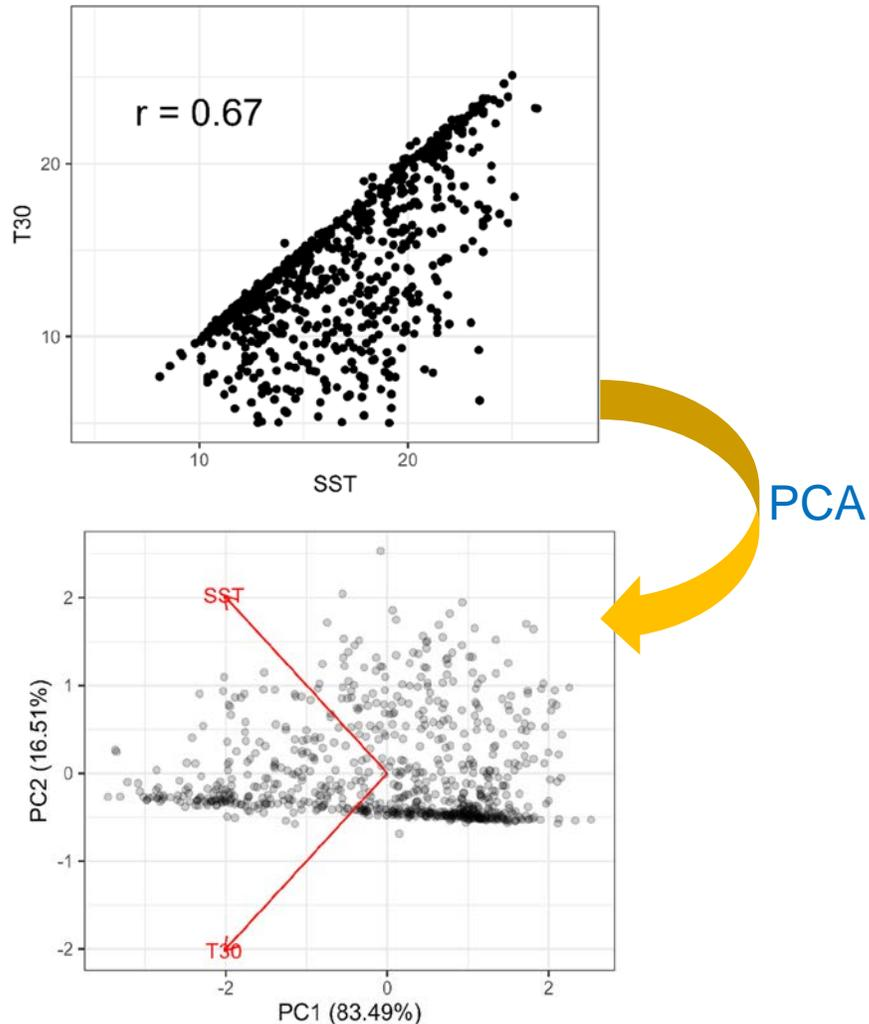 r = 0.67
T30
20
10
10 20
SST
PCA
SST
T30
PC2 (16.51%)
2
1
0
-1
-2
-2 0 2
PC1 (83.49%)